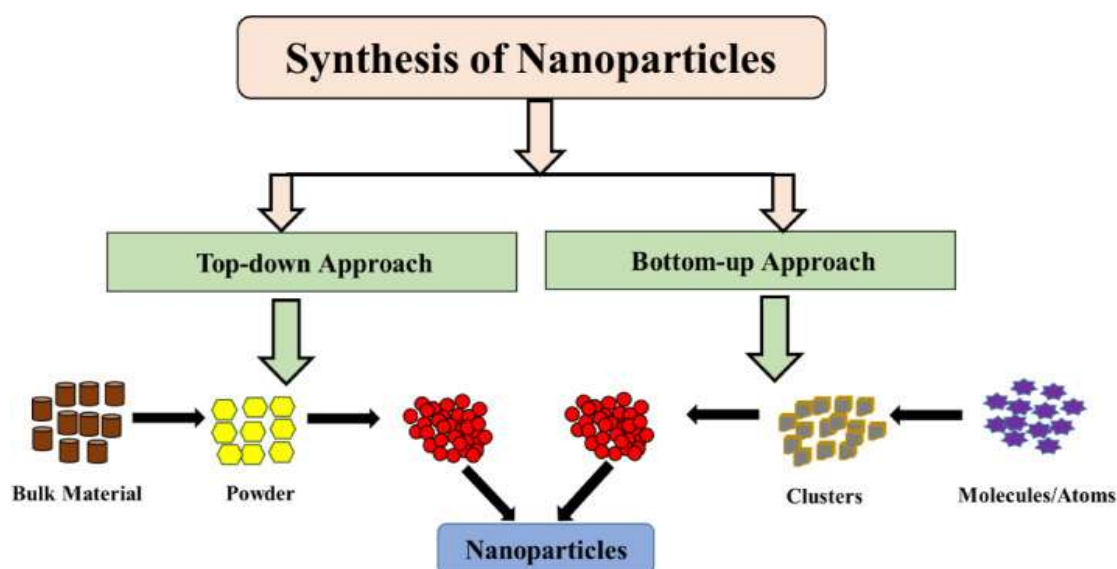 Synthesis of Nanoparticles
Top-down Approach
Bottom-up Approach
Bulk Material
Powder
Clusters
Molecules/Atoms
Nanoparticles